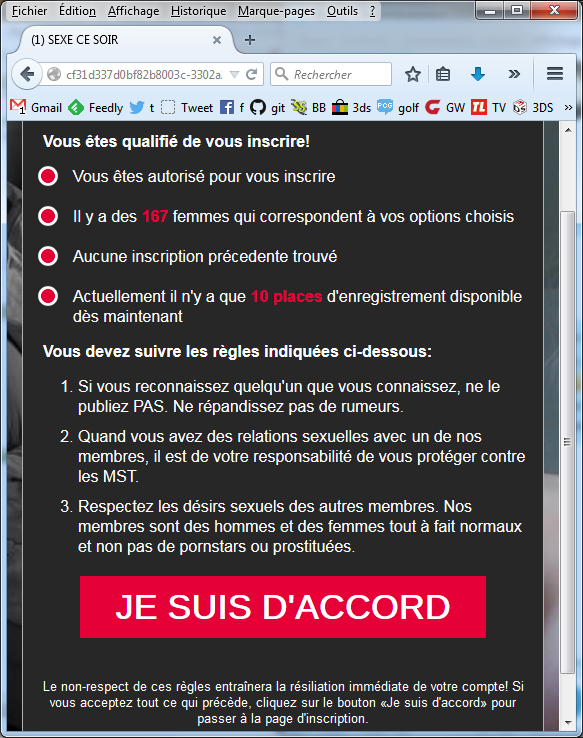 Fichier Édition Affichage Historique Marque-pages Outils ?
(1) SEXE CE SOIR
cf31d337d0bf82b8003c-3302a
Rechercher
Gmail Feedly t Tweet f git BB 3ds golf GW TV 3DS
Vous êtes qualifié de vous inscrire!
Vous êtes autorisé pour vous inscrire
Il y a des 167 femmes qui correspondent à vos options choisis
Aucune inscription précedente trouvé
Actuellement il n'y a que 10 places d'enregistrement disponible
dès maintenant
Vous devez suivre les règles indiquées ci-dessous:
1. Si vous reconnaissez quelqu'un que vous connaissez, ne le
publiez PAS. Ne répandissez pas de rumeurs.
2. Quand vous avez des relations sexuelles avec un de nos
membres, il est de votre responsabilité de vous protéger contre
les MST.
3. Respectez les désirs sexuels des autres membres. Nos
membres sont des hommes et des femmes tout à fait normaux
et non pas de pornstars ou prostituées.
JE SUIS D'ACCORD
Le non-respect de ces règles entraînera la résiliation immédiate de votre compte! Si
vous acceptez tout ce qui précède, cliquez sur le bouton «Je suis d'accord» pour
passer à la page d'inscription.